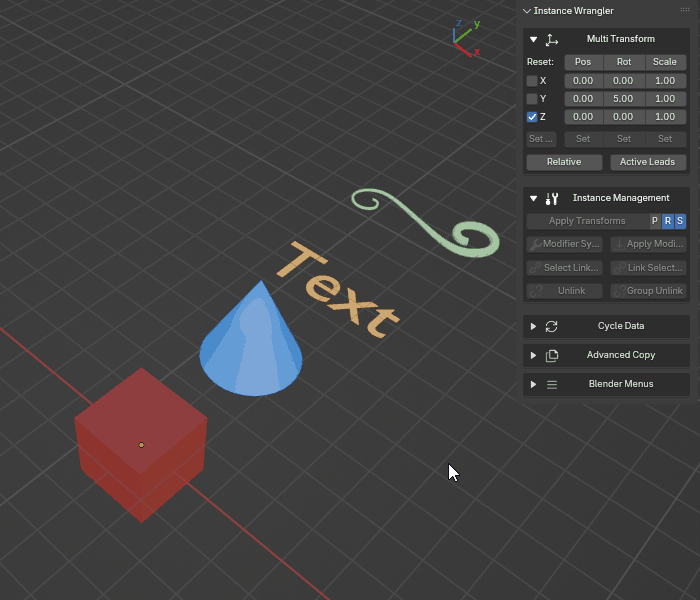 Instance Wrangler
Multi Transform
Reset: Pos Rot Scale
X 0.00 0.00 1.00
Y 0.00 5.00 1.00
Z 0.00 0.00 1.00
Set ... Set Set Set
Relative Active Leads
Instance Management
Apply Transforms P R S
Modifier Sy... Apply Modi...
Select Link... Link Select...
Unlink Group Unlink
Cycle Data
Advanced Copy
Blender Menus
z y
x
Text